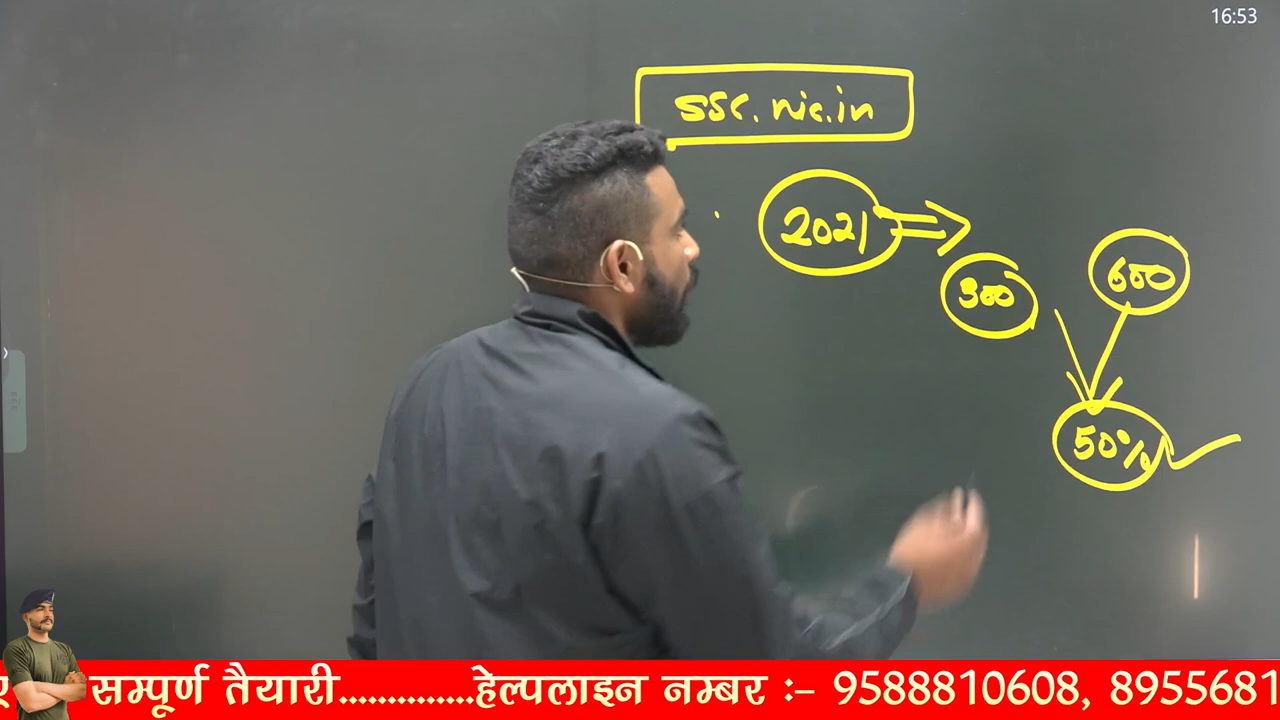 16:53
ssc.nic.in
2021
300
600
50%
सम्पूर्ण तैयारी..............हेल्पलाइन नम्बर :- 9588810608, 8955681